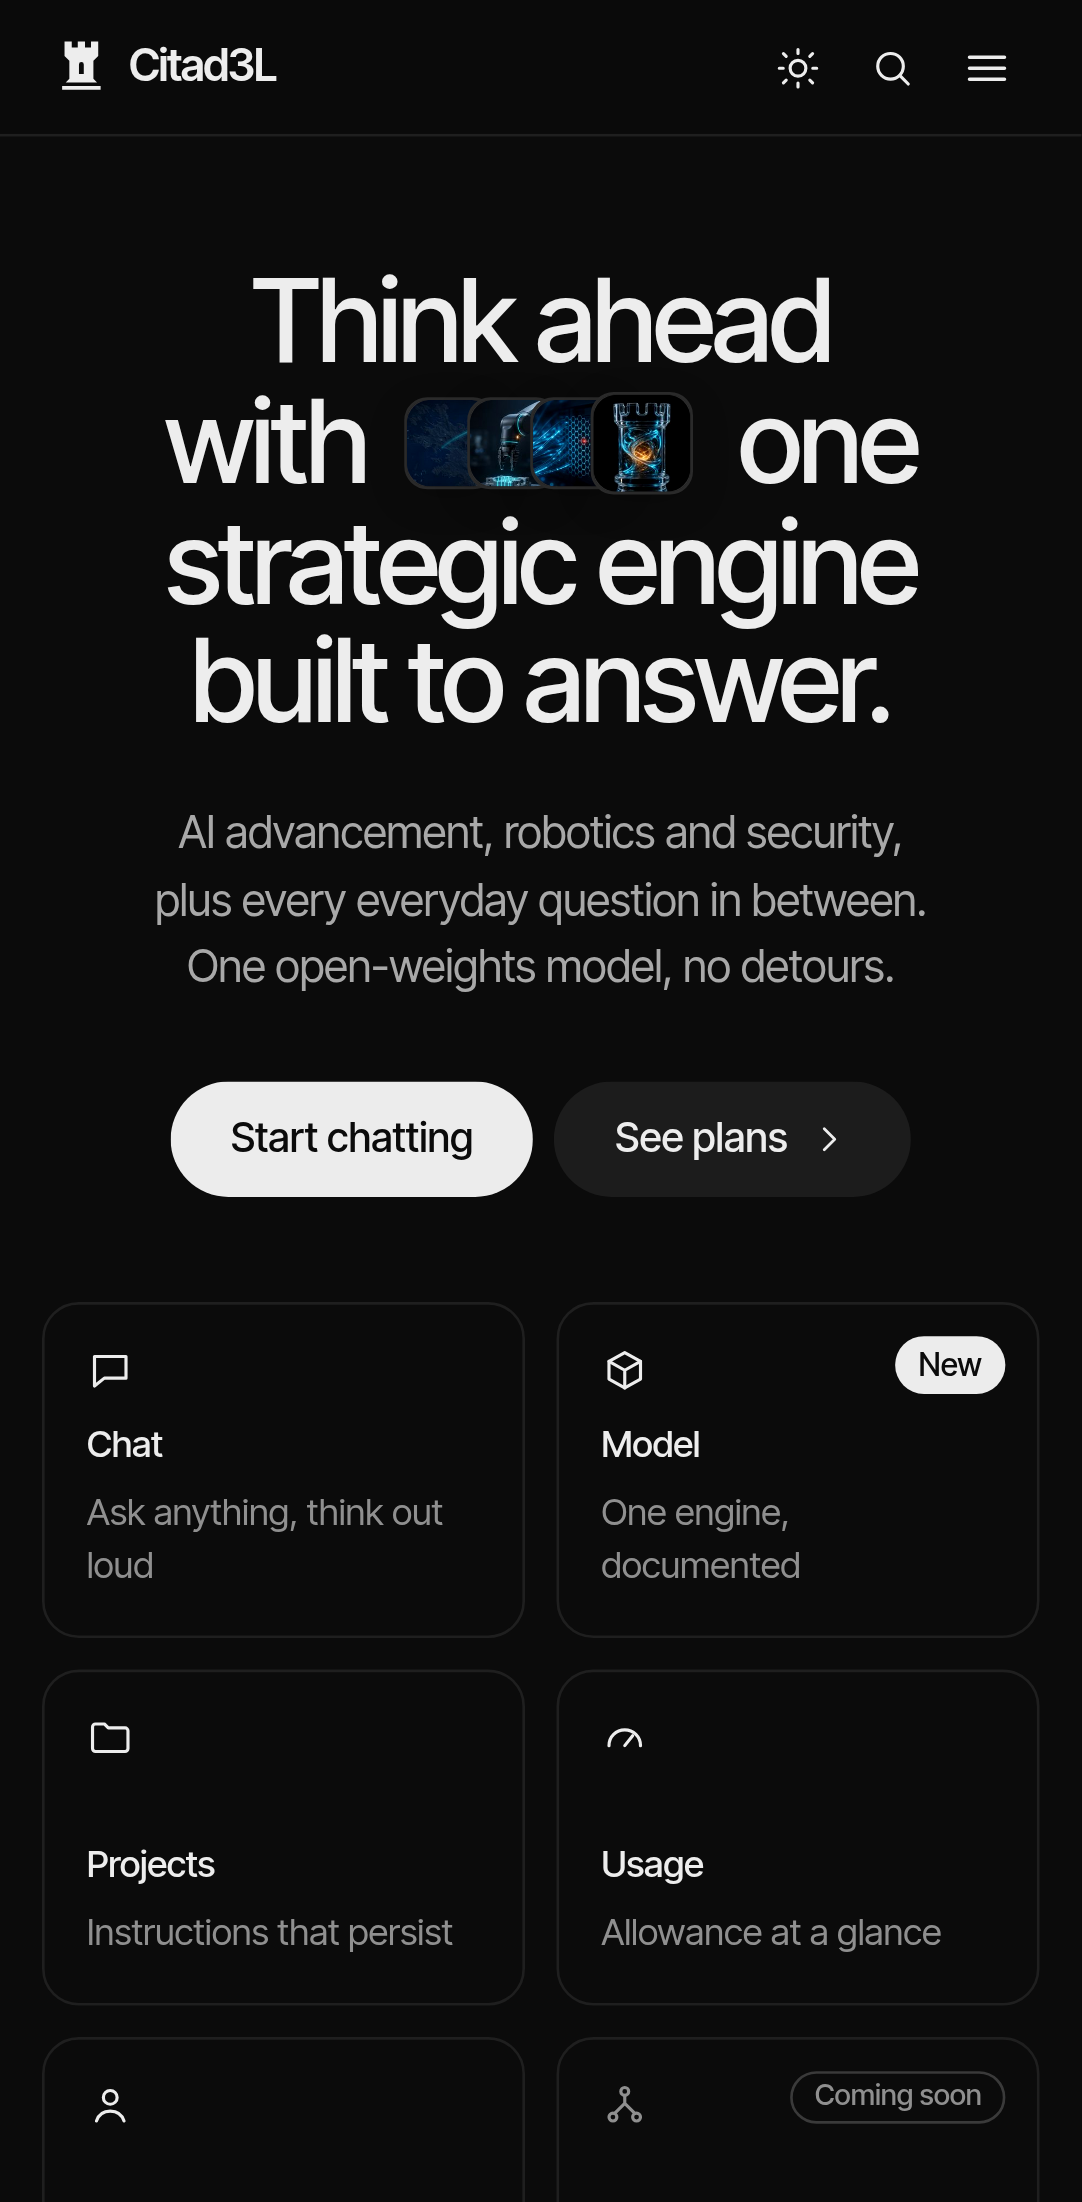 Citad3L
Think ahead
with one
strategic engine
built to answer.
AI advancement, robotics and security,
plus every everyday question in between.
One open-weights model, no detours.
Start chatting
See plans
Chat
Ask anything, think out
loud
New
Model
One engine,
documented
Projects
Instructions that persist
Usage
Allowance at a glance
Coming soon